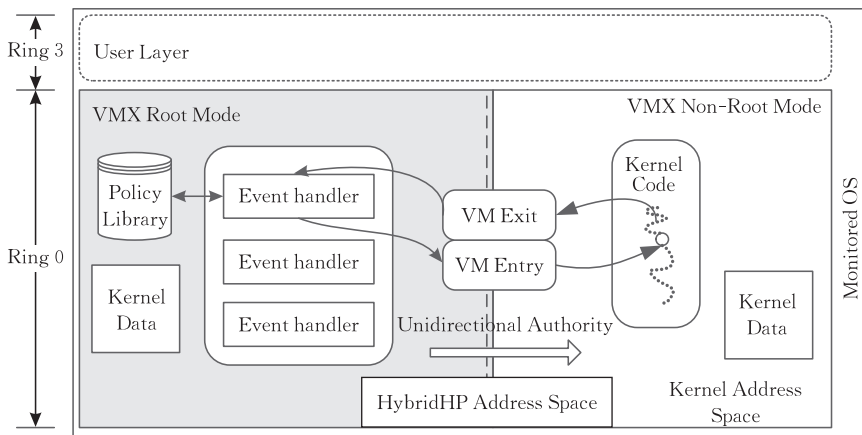 Ring 3
User Layer
VMX Root Mode
VMX Non-Root Mode
Policy
Library
Event handler
VM Exit
Kernel
Code
Ring 0
Event handler
VM Entry
Kernel
Data
Event handler
Unidirectional Authority
Kernel
Data
HybridHP Address Space
Kernel Address
Space
Monitored OS